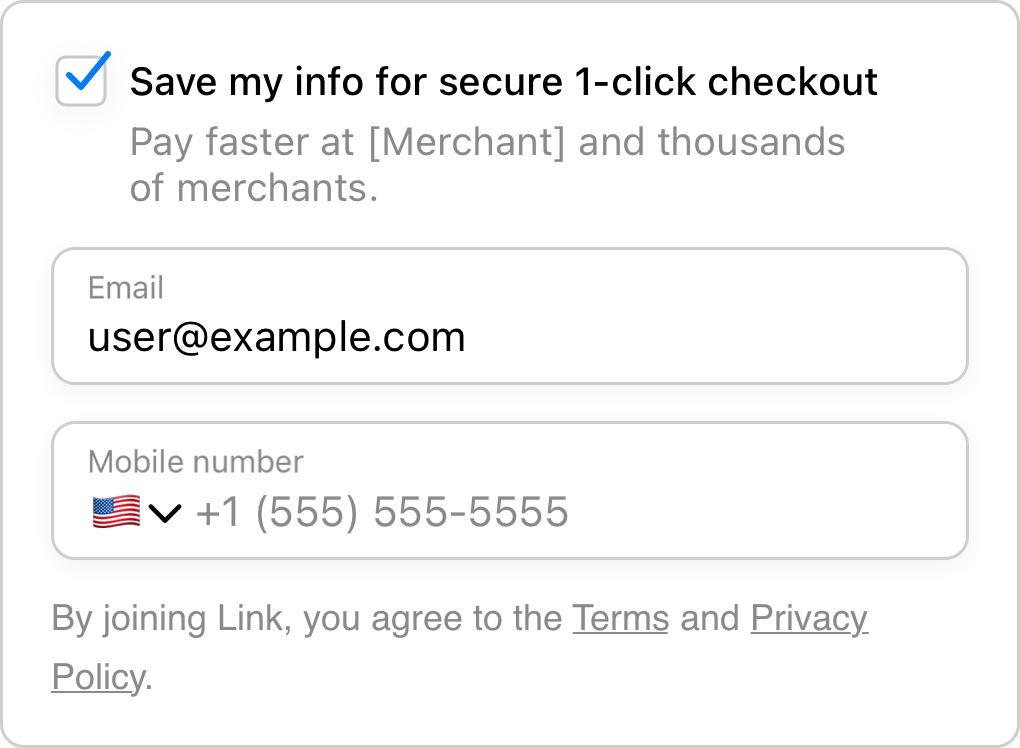 Save my info for secure 1-click checkout
Pay faster at [Merchant] and thousands
of merchants.
Email
user@example.com
Mobile number
+1 (555) 555-5555
By joining Link, you agree to the Terms and Privacy
Policy.